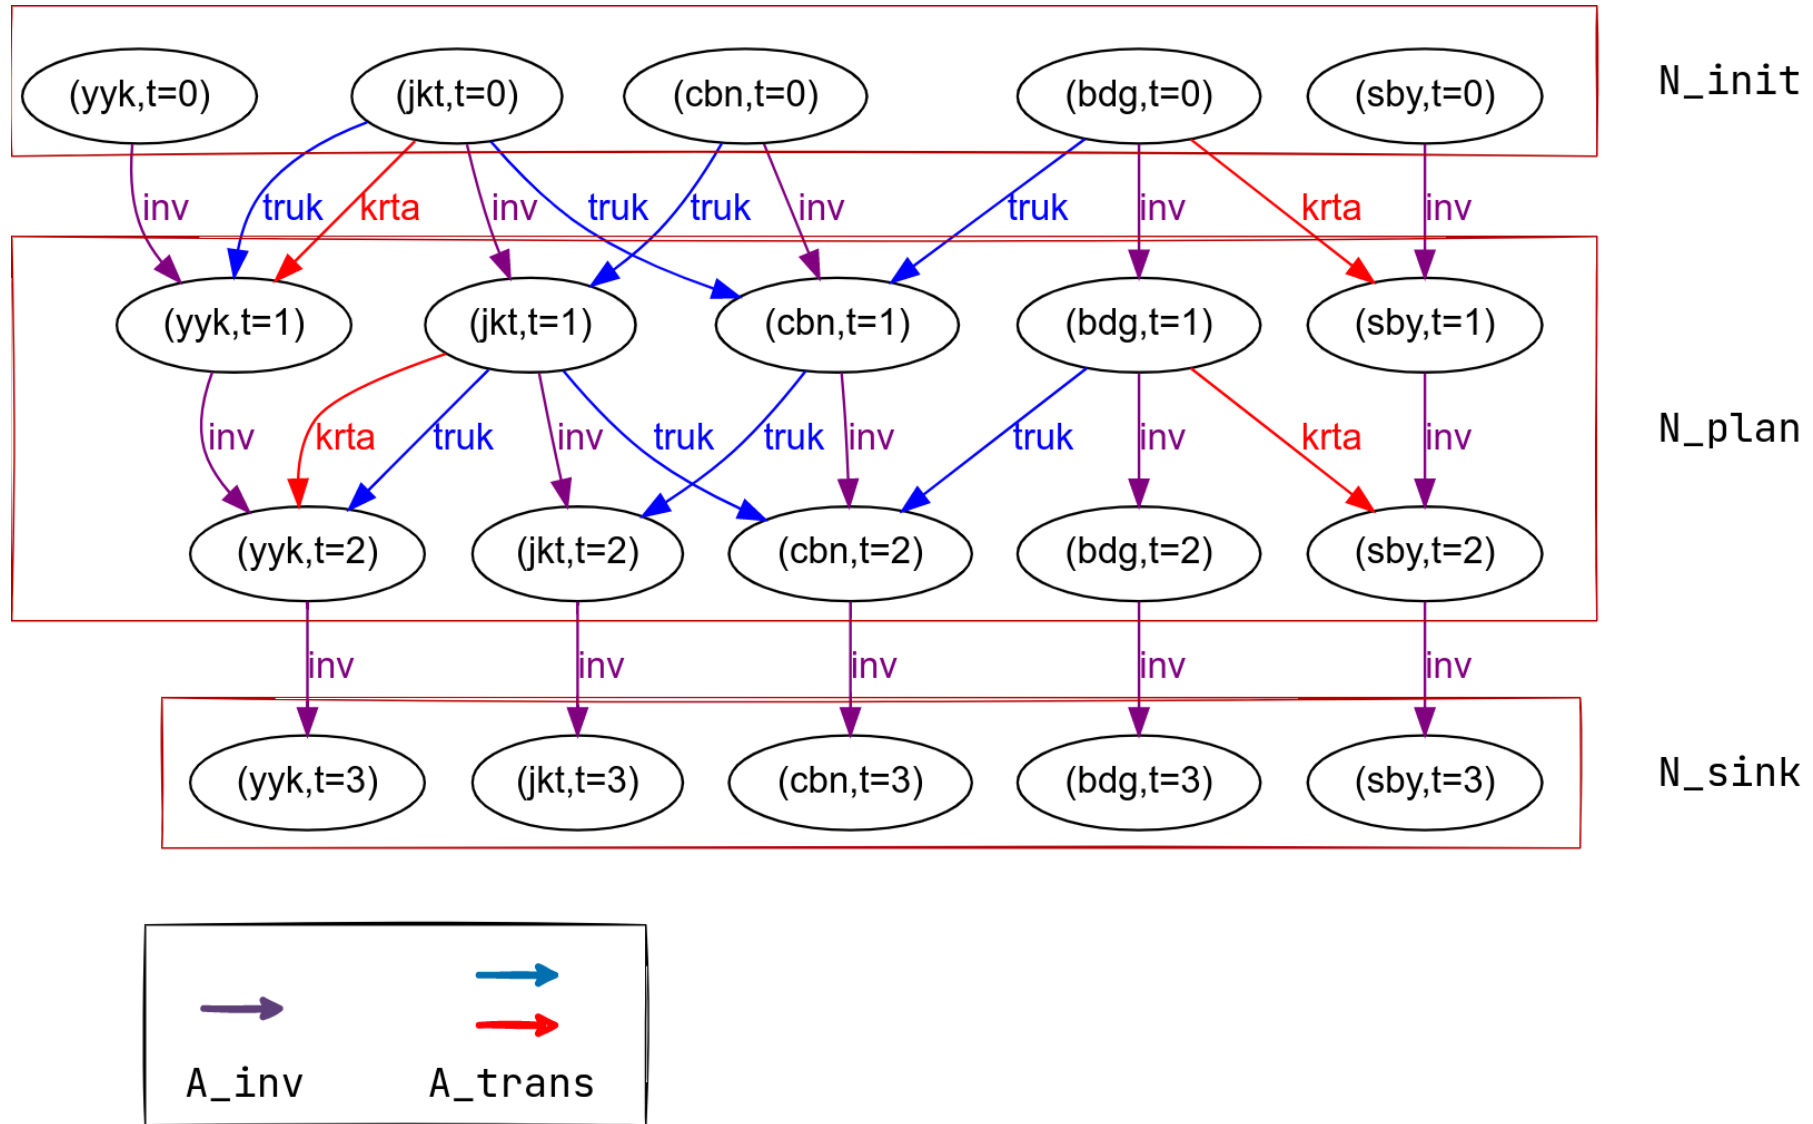 (yyk,t=0) (jkt,t=0) (cbn,t=0) (bdg,t=0) (sby,t=0) N_init
inv truk krta inv truk truk inv truk inv krta inv
(yyk,t=1) (jkt,t=1) (cbn,t=1) (bdg,t=1) (sby,t=1)
N_plan
inv krta truk inv truk truk inv truk inv krta inv
(yyk,t=2) (jkt,t=2) (cbn,t=2) (bdg,t=2) (sby,t=2)
inv inv inv inv inv
(yyk,t=3) (jkt,t=3) (cbn,t=3) (bdg,t=3) (sby,t=3) N_sink
A_inv A_trans